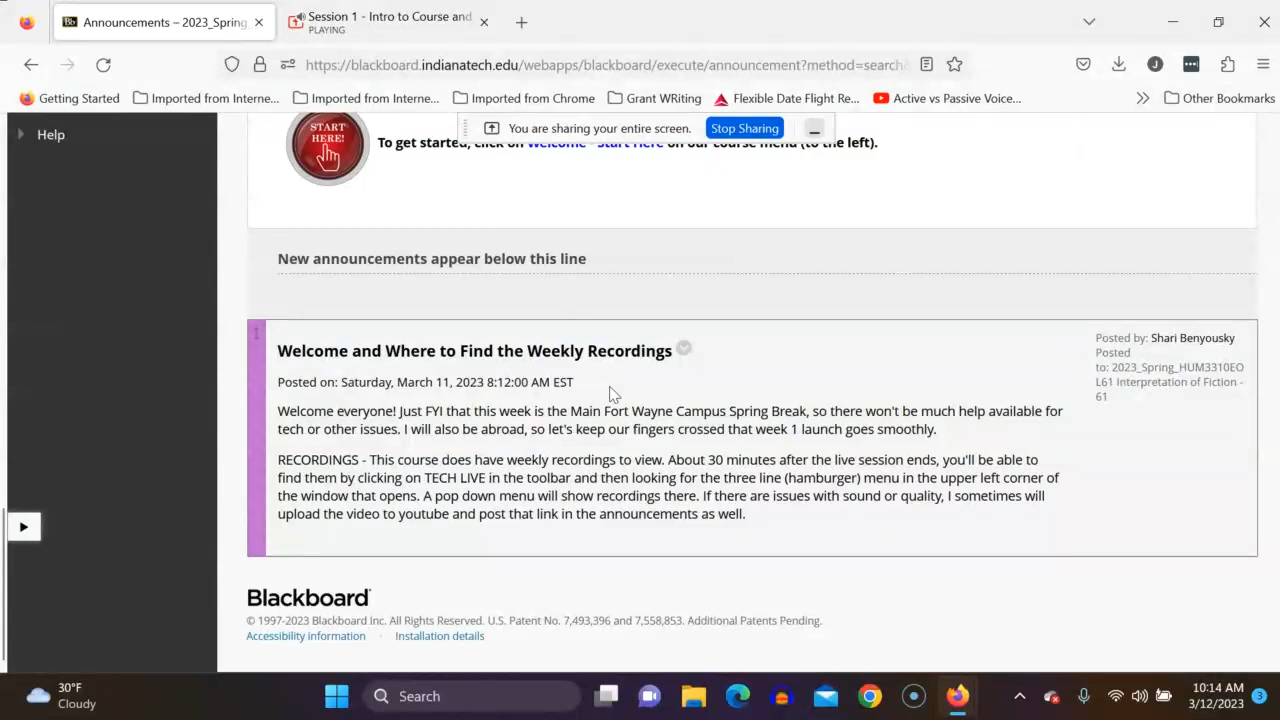 Bb Announcements – 2023_Spring
Session 1 - Intro to Course and
PLAYING
https://blackboard.indianatech.edu/webapps/blackboard/execute/announcement?method=search
Getting Started
Imported from Interne...
Imported from Interne...
Imported from Chrome
Grant WRiting
Flexible Date Flight Re...
Active vs Passive Voice...
Other Bookmarks
Help
START
HERE!
You are sharing your entire screen.
Stop Sharing
To get started, click on Welcome - Start Here on our course menu (to the left).
New announcements appear below this line
Welcome and Where to Find the Weekly Recordings
Posted on: Saturday, March 11, 2023 8:12:00 AM EST
Welcome everyone! Just FYI that this week is the Main Fort Wayne Campus Spring Break, so there won't be much help available for
tech or other issues. I will also be abroad, so let's keep our fingers crossed that week 1 launch goes smoothly.
RECORDINGS - This course does have weekly recordings to view. About 30 minutes after the live session ends, you'll be able to
find them by clicking on TECH LIVE in the toolbar and then looking for the three line (hamburger) menu in the upper left corner of
the window that opens. A pop down menu will show recordings there. If there are issues with sound or quality, I sometimes will
upload the video to youtube and post that link in the announcements as well.
Posted by: Shari Benyousky
Posted
to: 2023_Spring_HUM3310EO
L61 Interpretation of Fiction -
61
Blackboard
© 1997-2023 Blackboard Inc. All Rights Reserved. U.S. Patent No. 7,493,396 and 7,558,853. Additional Patents Pending.
Accessibility information · Installation details
30°F
Cloudy
Search
10:14 AM
3/12/2023
3